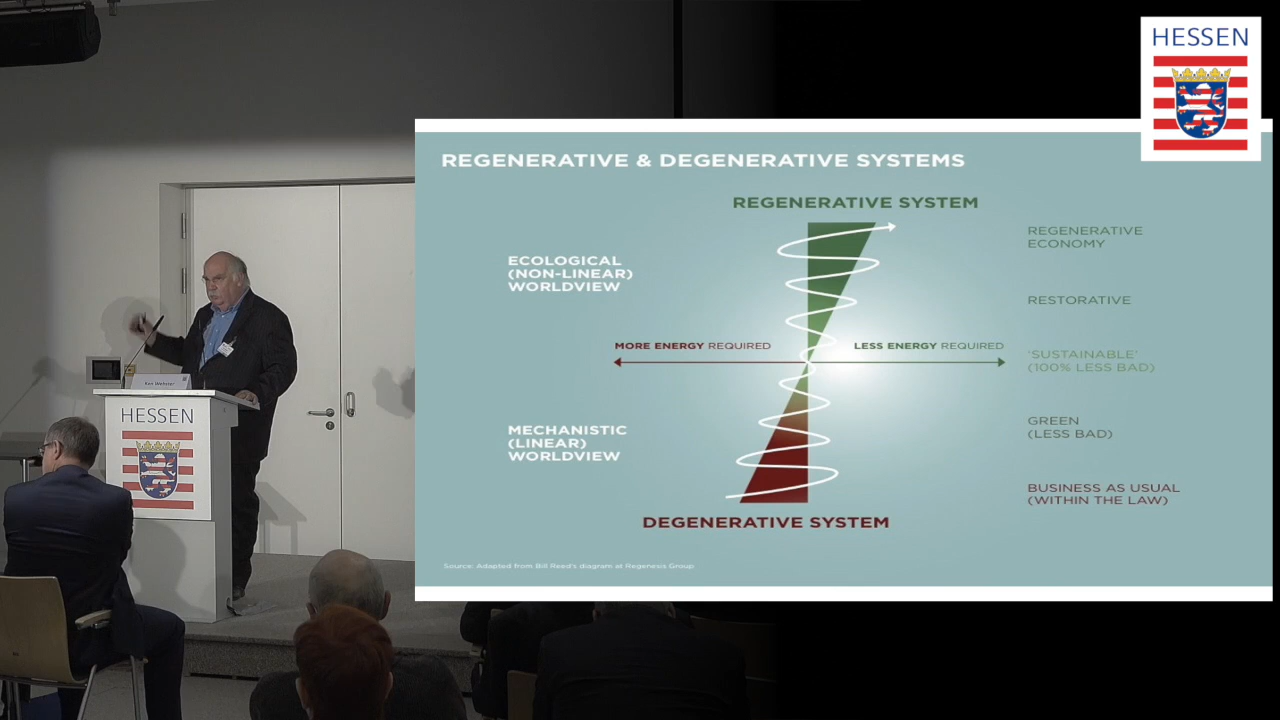 HESSEN
REGENERATIVE & DEGENERATIVE SYSTEMS
REGENERATIVE SYSTEM
ECOLOGICAL
(NON-LINEAR)
WORLDVIEW
MORE ENERGY REQUIRED
LESS ENERGY REQUIRED
MECHANISTIC
(LINEAR)
WORLDVIEW
DEGENERATIVE SYSTEM
REGENERATIVE
ECONOMY
RESTORATIVE
'SUSTAINABLE'
(100% LESS BAD)
GREEN
(LESS BAD)
BUSINESS AS USUAL
(WITHIN THE LAW)
Source: Adapted from Bill Reed's diagram at Regenesis Group
Ken Webster
HESSEN